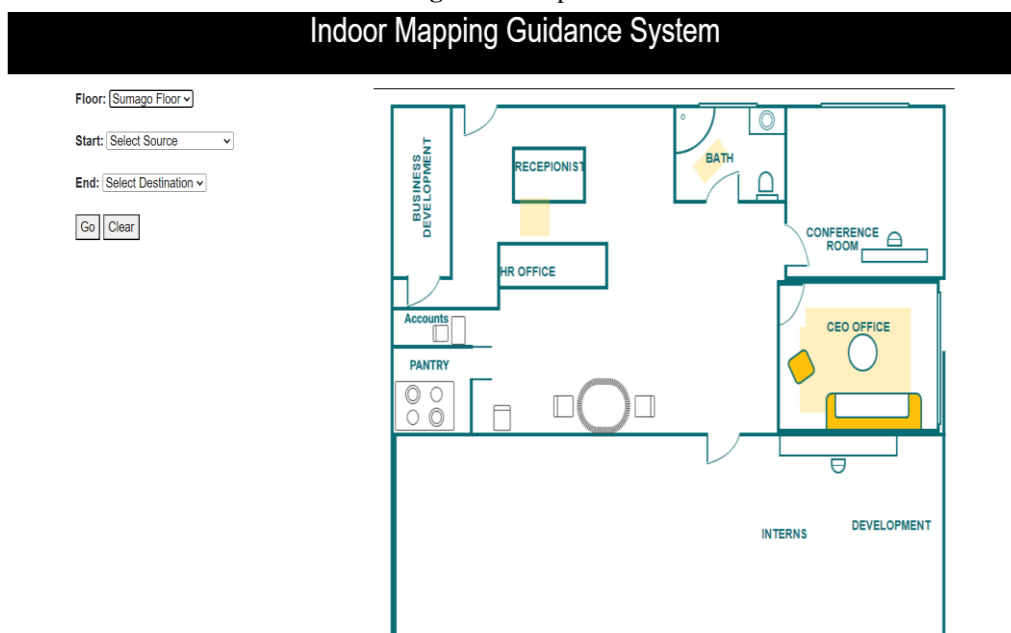 Indoor Mapping Guidance System
Floor: Sumago Floor
Start: Select Source
End: Select Destination
Go Clear
BUSINESS
DEVELOPMENT
RECEPIONIST
BATH
CONFERENCE
ROOM
HR OFFICE
Accounts
CEO OFFICE
PANTRY
INTERNS
DEVELOPMENT